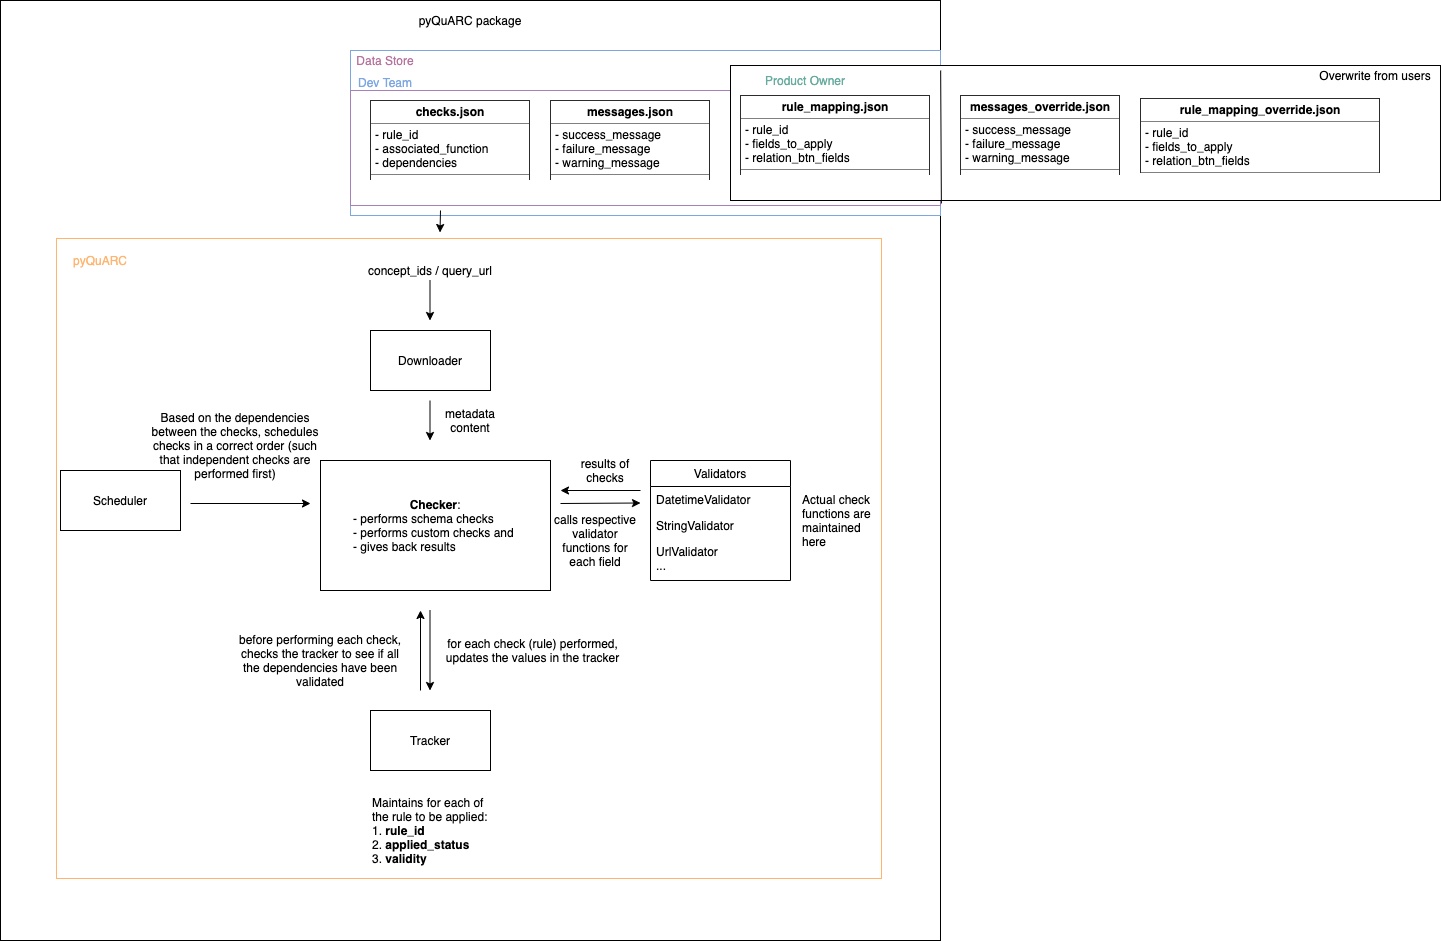 pyQuARC package
Data Store
Dev Team
Product Owner
Overwrite from users
checks.json
- rule_id
- associated_function
- dependencies
messages.json
- success_message
- failure_message
- warning_message
rule_mapping.json
- rule_id
- fields_to_apply
- relation_btn_fields
messages_override.json
- success_message
- failure_message
- warning_message
rule_mapping_override.json
- rule_id
- fields_to_apply
- relation_btn_fields
pyQuARC
concept_ids / query_url
Downloader
metadata
content
Based on the dependencies
between the checks, schedules
checks in a correct order (such
that independent checks are
performed first)
Scheduler
Checker:
- performs schema checks
- performs custom checks and
- gives back results
results of
checks
calls respective
validator
functions for
each field
Validators
DatetimeValidator
StringValidator
UrlValidator
...
Actual check
functions are
maintained
here
before performing each check,
checks the tracker to see if all
the dependencies have been
validated
for each check (rule) performed,
updates the values in the tracker
Tracker
Maintains for each of
the rule to be applied:
1. rule_id
2. applied_status
3. validity